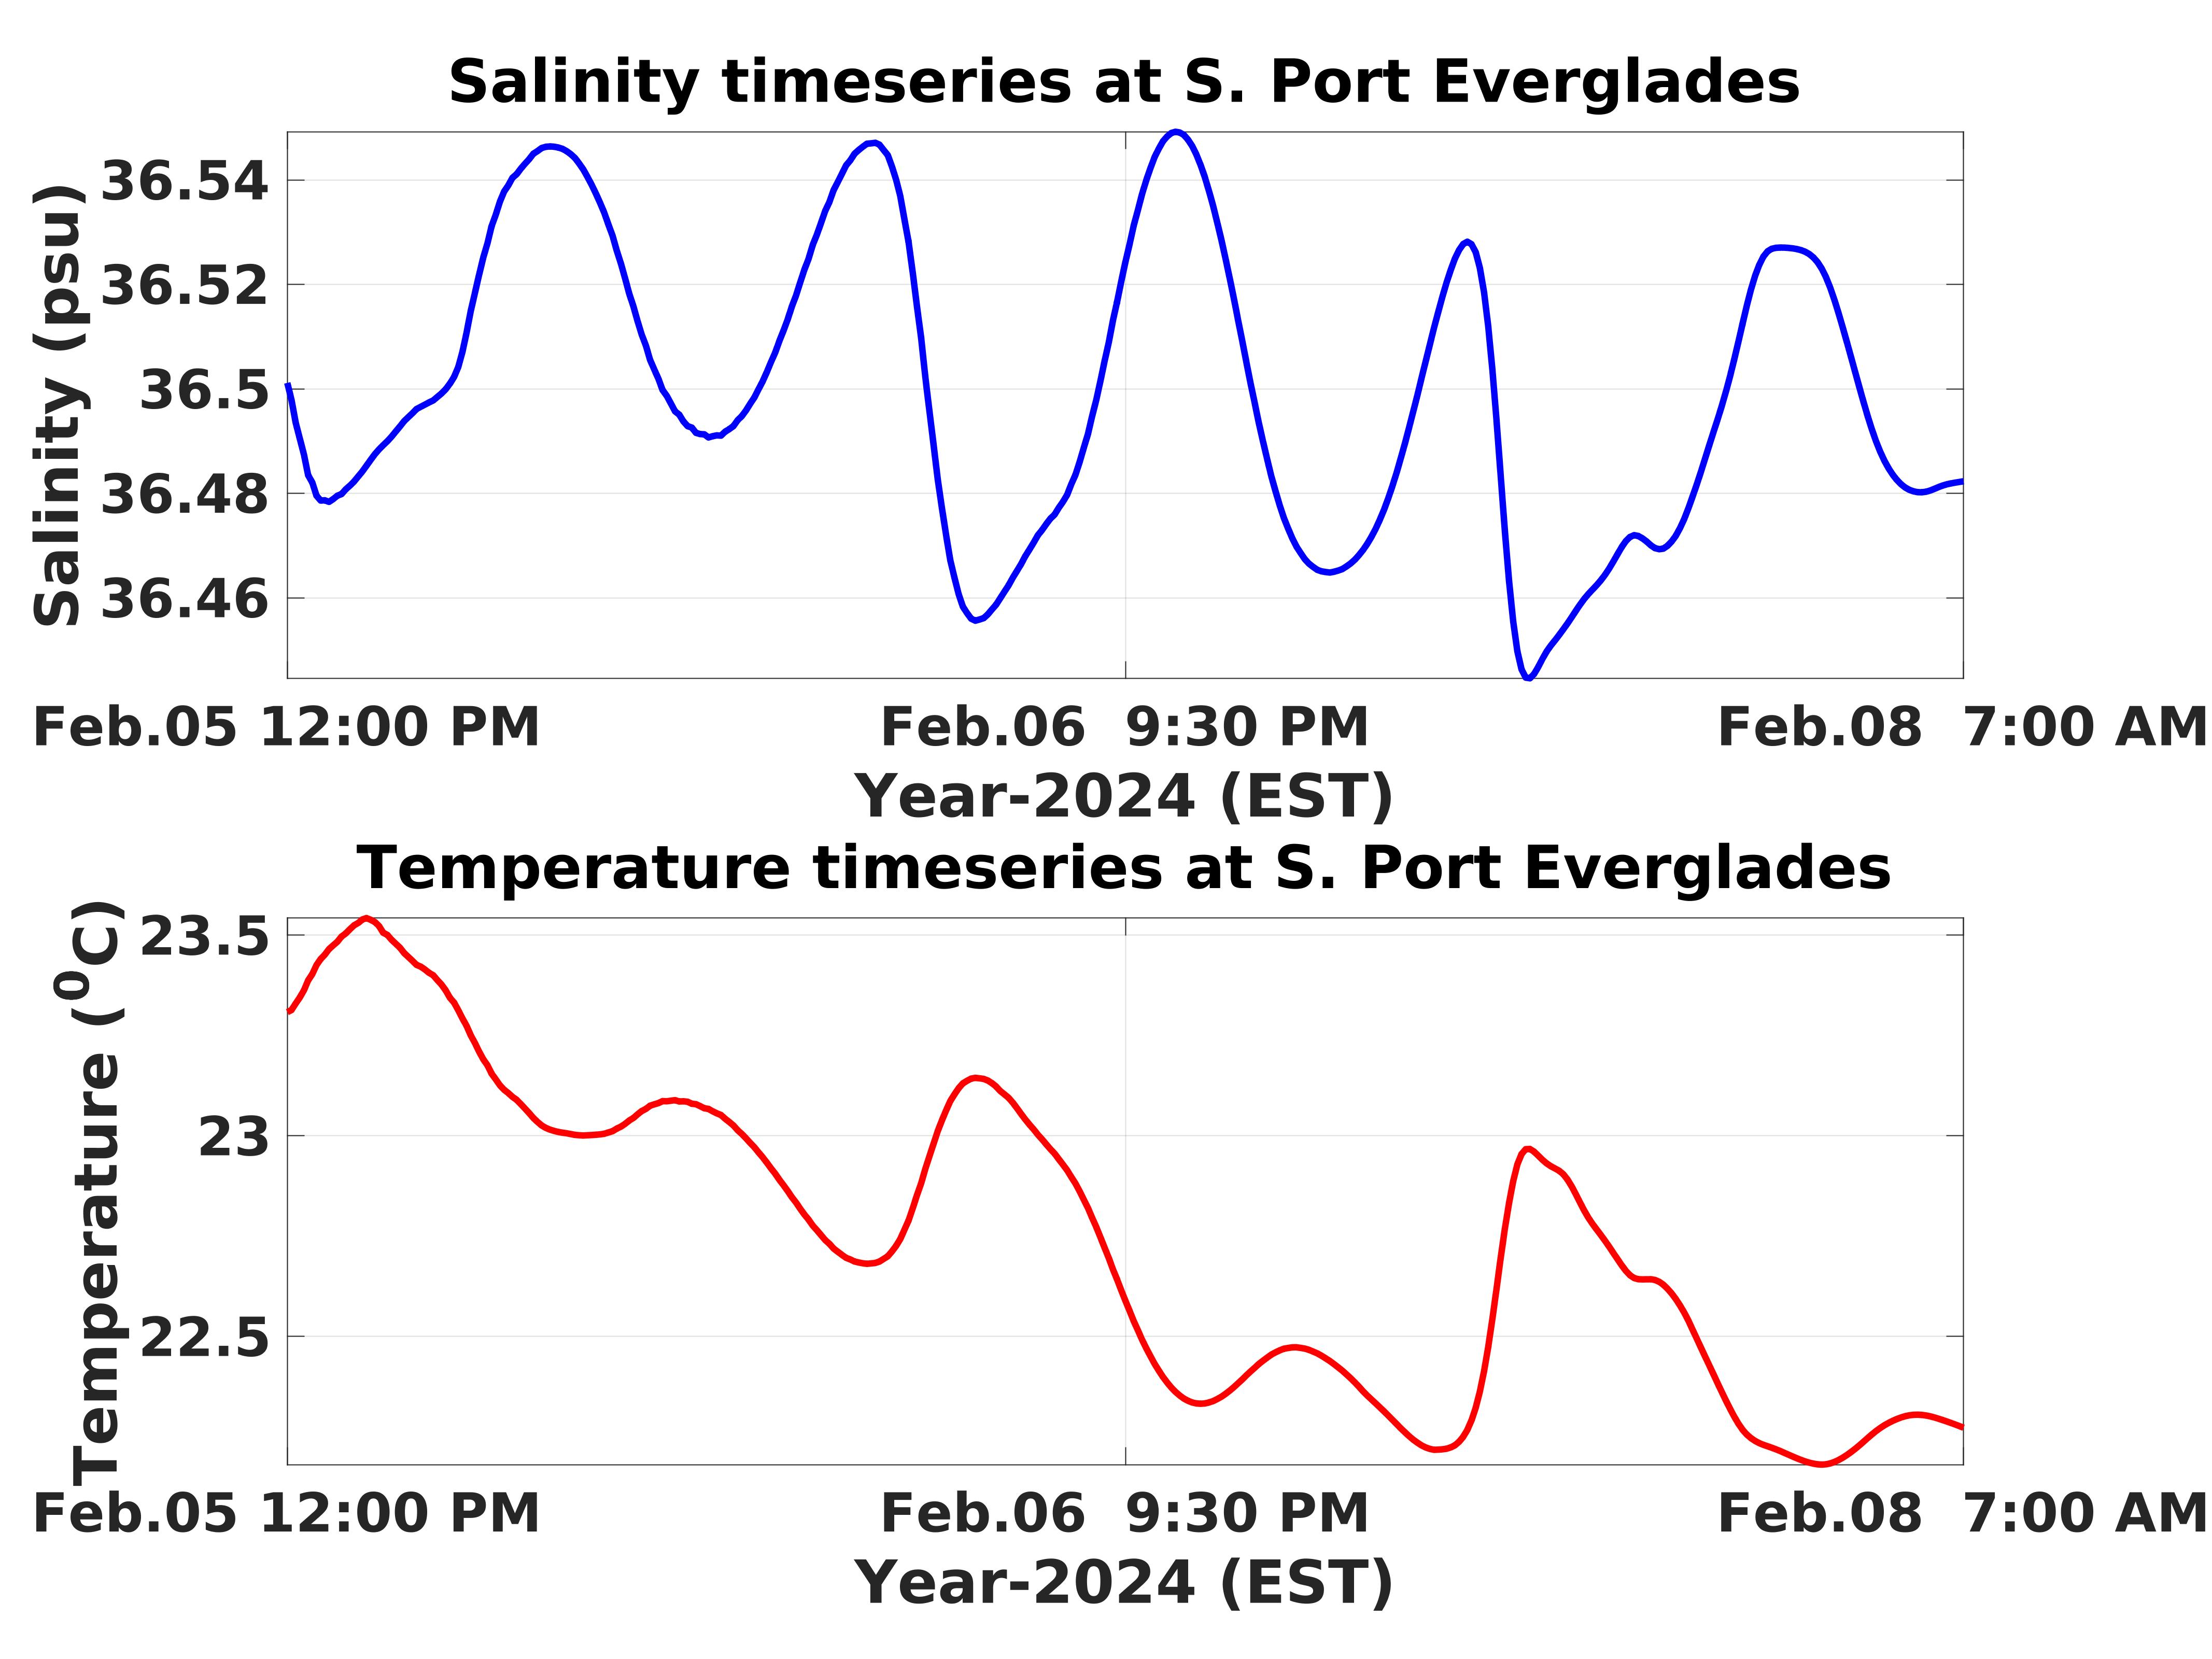 Salinity timeseries at S. Port Everglades
Salinity (psu)
36.54
36.52
36.5
36.48
36.46
Feb.05 12:00 PM
Feb.06 9:30 PM
Feb.08 7:00 AM
Year-2024 (EST)
Temperature timeseries at S. Port Everglades
Temperature (⁰C)
23.5
23
22.5
Feb.05 12:00 PM
Feb.06 9:30 PM
Feb.08 7:00 AM
Year-2024 (EST)